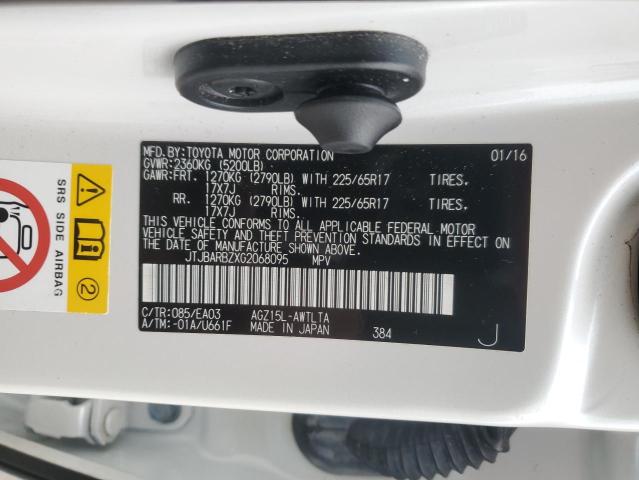 MFD.BY:TOYOTA MOTOR CORPORATION 01/16
GVWR:2360KG (5200LB)
GAWR:FRT. 1270KG (2790LB) WITH 225/65R17 TIRES.
17X7J RIMS.
RR. 1270KG (2790LB) WITH 225/65R17 TIRES.
17X7J RIMS.
THIS VEHICLE CONFORMS TO ALL APPLICABLE FEDERAL MOTOR
VEHICLE SAFETY AND THEFT PREVENTION STANDARDS IN EFFECT ON
THE DATE OF MANUFACTURE SHOWN ABOVE.
JTJBARBZXG2068095 MPV
C/TR:085/EA03 AGZ15L-AWTLTA
A/TM:-01A/U661F MADE IN JAPAN 384 J
SRS SIDE AIRBAG
2